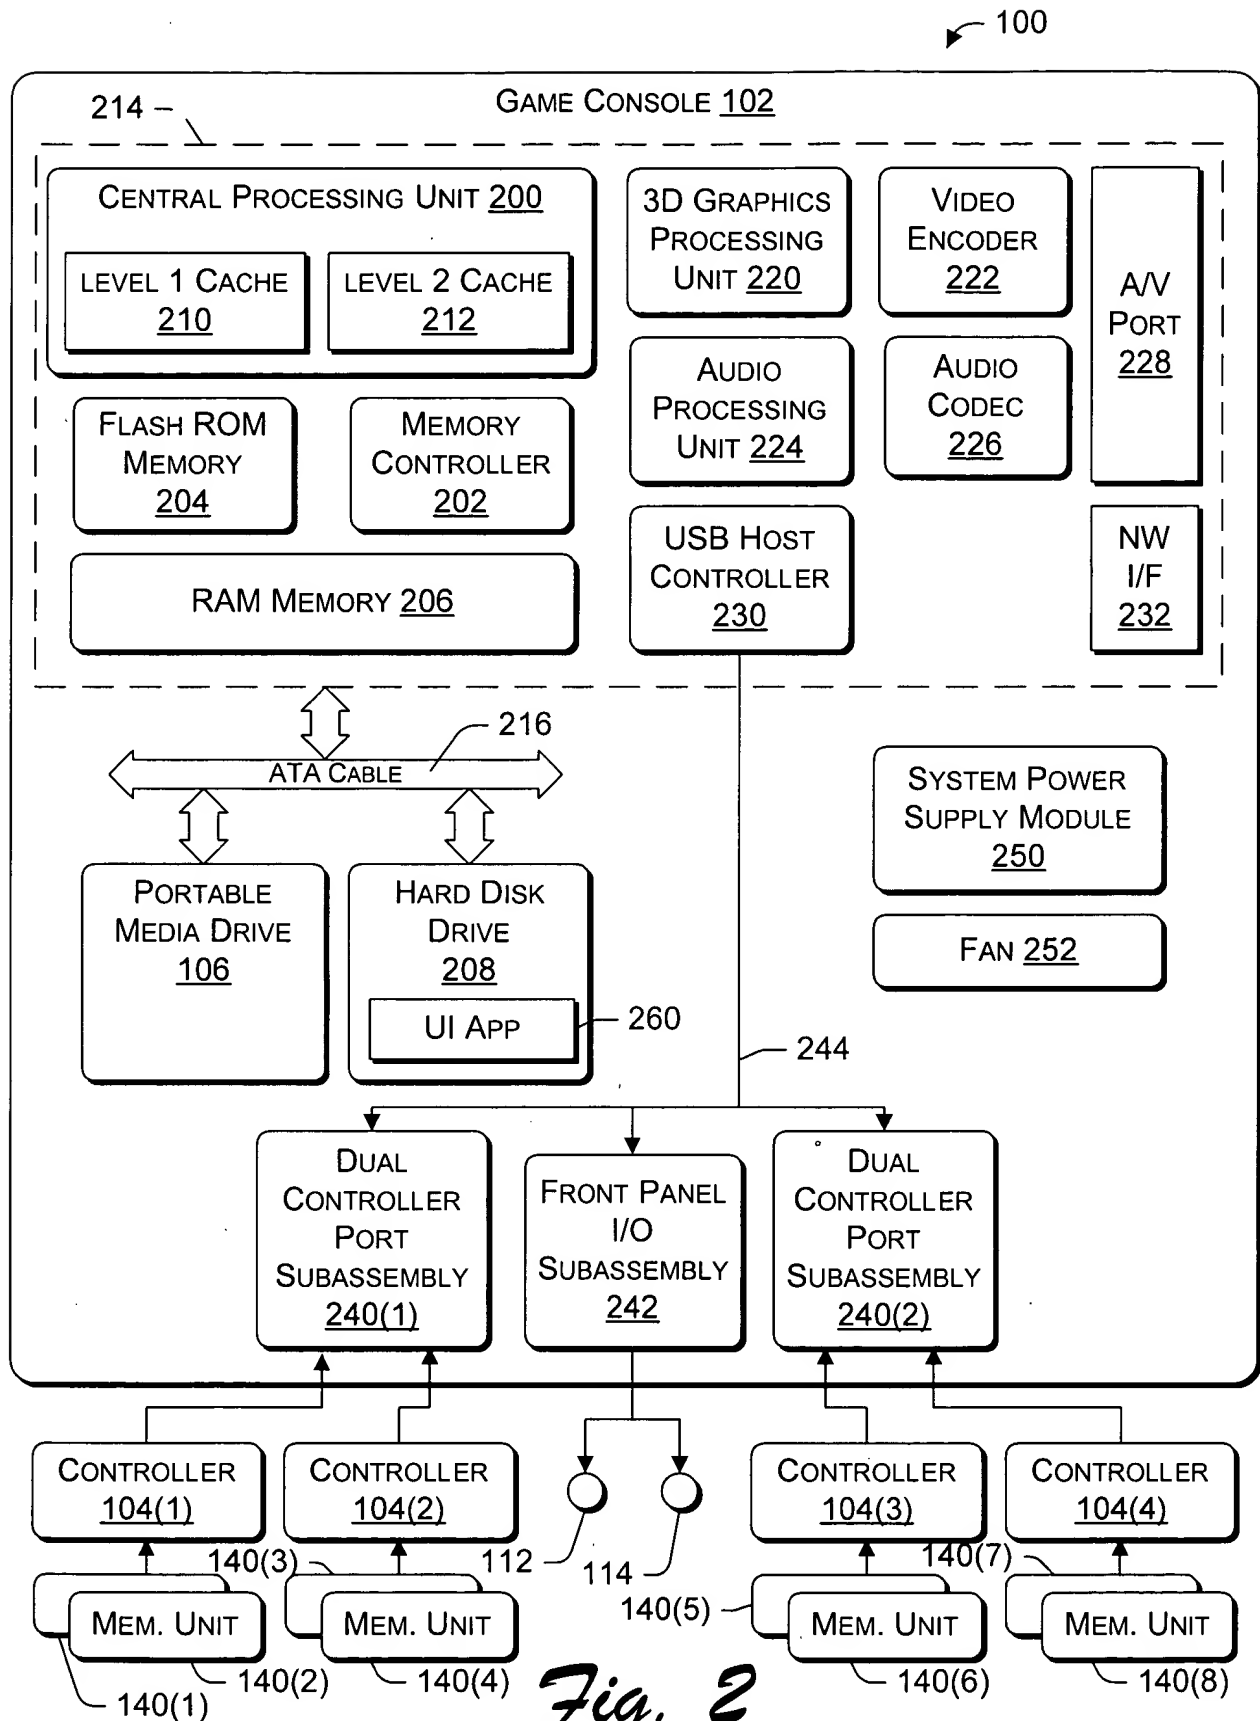 100
GAME CONSOLE 102
214
CENTRAL PROCESSING UNIT 200
LEVEL 1 CACHE
210
LEVEL 2 CACHE
212
3D GRAPHICS
PROCESSING
UNIT 220
VIDEO
ENCODER
222
A/V
PORT
228
AUDIO
PROCESSING
UNIT 224
AUDIO
CODEC
226
FLASH ROM
MEMORY
204
MEMORY
CONTROLLER
202
USB HOST
CONTROLLER
230
NW
I/F
232
RAM MEMORY 206
216
ATA CABLE
SYSTEM POWER
SUPPLY MODULE
250
PORTABLE
MEDIA DRIVE
106
HARD DISK
DRIVE
208
UI APP
260
FAN 252
244
DUAL
CONTROLLER
PORT
SUBASSEMBLY
240(1)
FRONT PANEL
I/O
SUBASSEMBLY
242
DUAL
CONTROLLER
PORT
SUBASSEMBLY
240(2)
CONTROLLER
104(1)
CONTROLLER
104(2)
CONTROLLER
104(3)
CONTROLLER
104(4)
112
114
140(3)
140(5)
140(7)
MEM. UNIT
MEM. UNIT
MEM. UNIT
MEM. UNIT
140(1)
140(2)
140(4)
140(6)
140(8)
Fig. 2